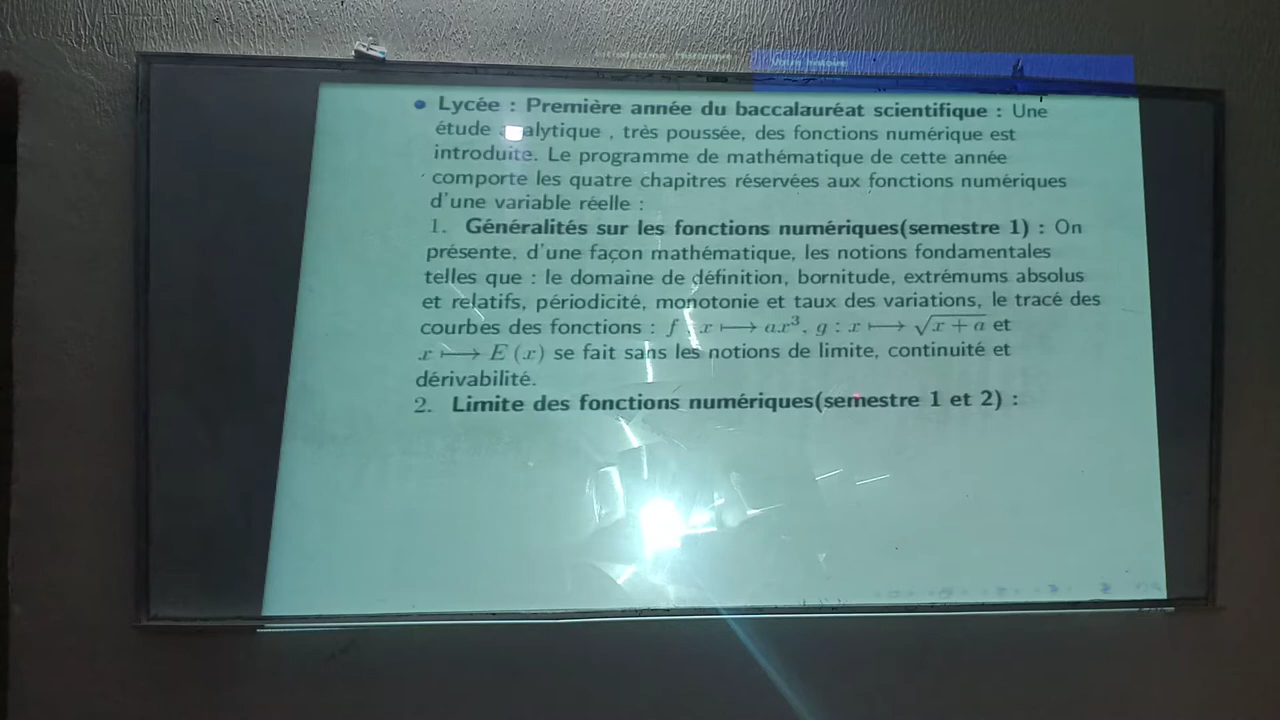 • Lycée : Première année du baccalauréat scientifique : Une
étude analytique , très poussée, des fonctions numérique est
introduite. Le programme de mathématique de cette année
comporte les quatre chapitres réservées aux fonctions numériques
d'une variable réelle :
1. Généralités sur les fonctions numériques(semestre 1) : On
présente, d'une façon mathématique, les notions fondamentales
telles que : le domaine de définition, bornitude, extrémums absolus
et relatifs, périodicité, monotonie et taux des variations, le tracé des
courbes des fonctions : f : x ⟼ ax³, g : x ⟼ √(x + a) et
x ⟼ E (x) se fait sans les notions de limite, continuité et
dérivabilité.
2. Limite des fonctions numériques(semestre 1 et 2) :